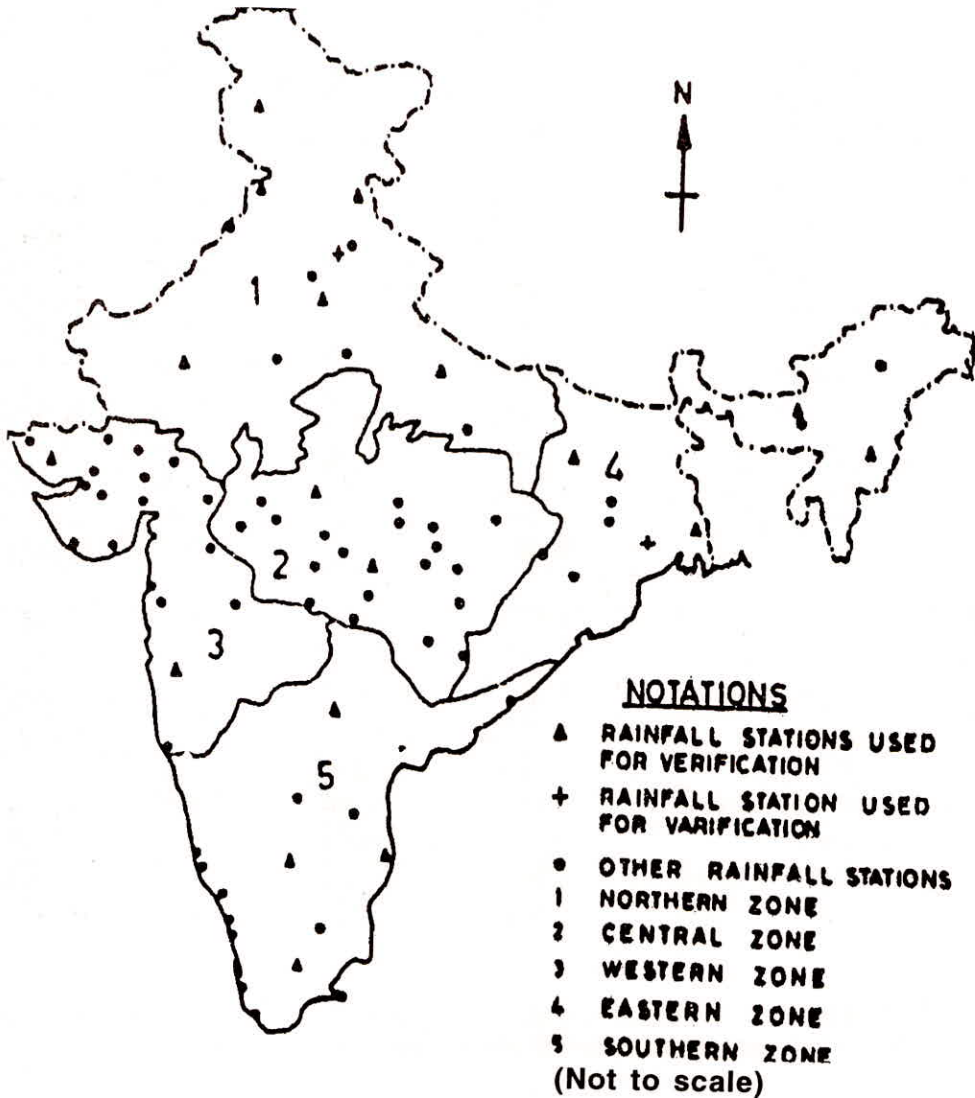 N
1
4
2
3
5
NOTATIONS
▲ RAINFALL STATIONS USED
FOR VERIFICATION
+ RAINFALL STATION USED
FOR VARIFICATION
● OTHER RAINFALL STATIONS
1 NORTHERN ZONE
2 CENTRAL ZONE
3 WESTERN ZONE
4 EASTERN ZONE
5 SOUTHERN ZONE
(Not to scale)